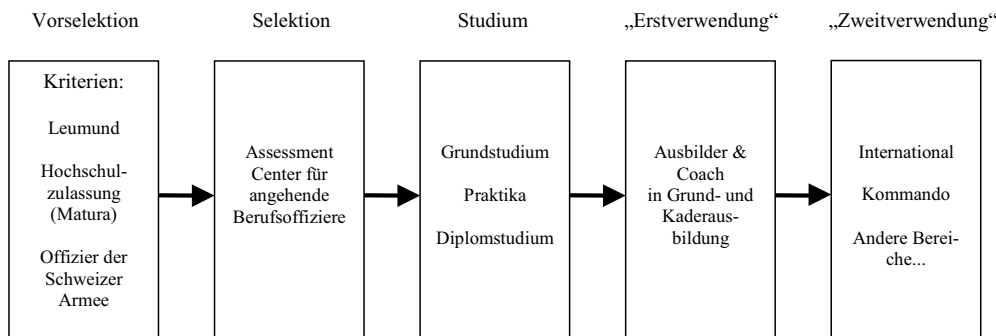 Vorselektion
Selektion
Studium
„Erstverwendung“
„Zweitverwendung“
Kriterien:
Leumund
Hochschul-
zulassung
(Matura)
Offizier der
Schweizer
Armee
Assessment
Center für
angehende
Berufsoffiziere
Grundstudium
Praktika
Diplomstudium
Ausbilder &
Coach
in Grund- und
Kaderaus-
bildung
International
Kommando
Andere Berei-
che...